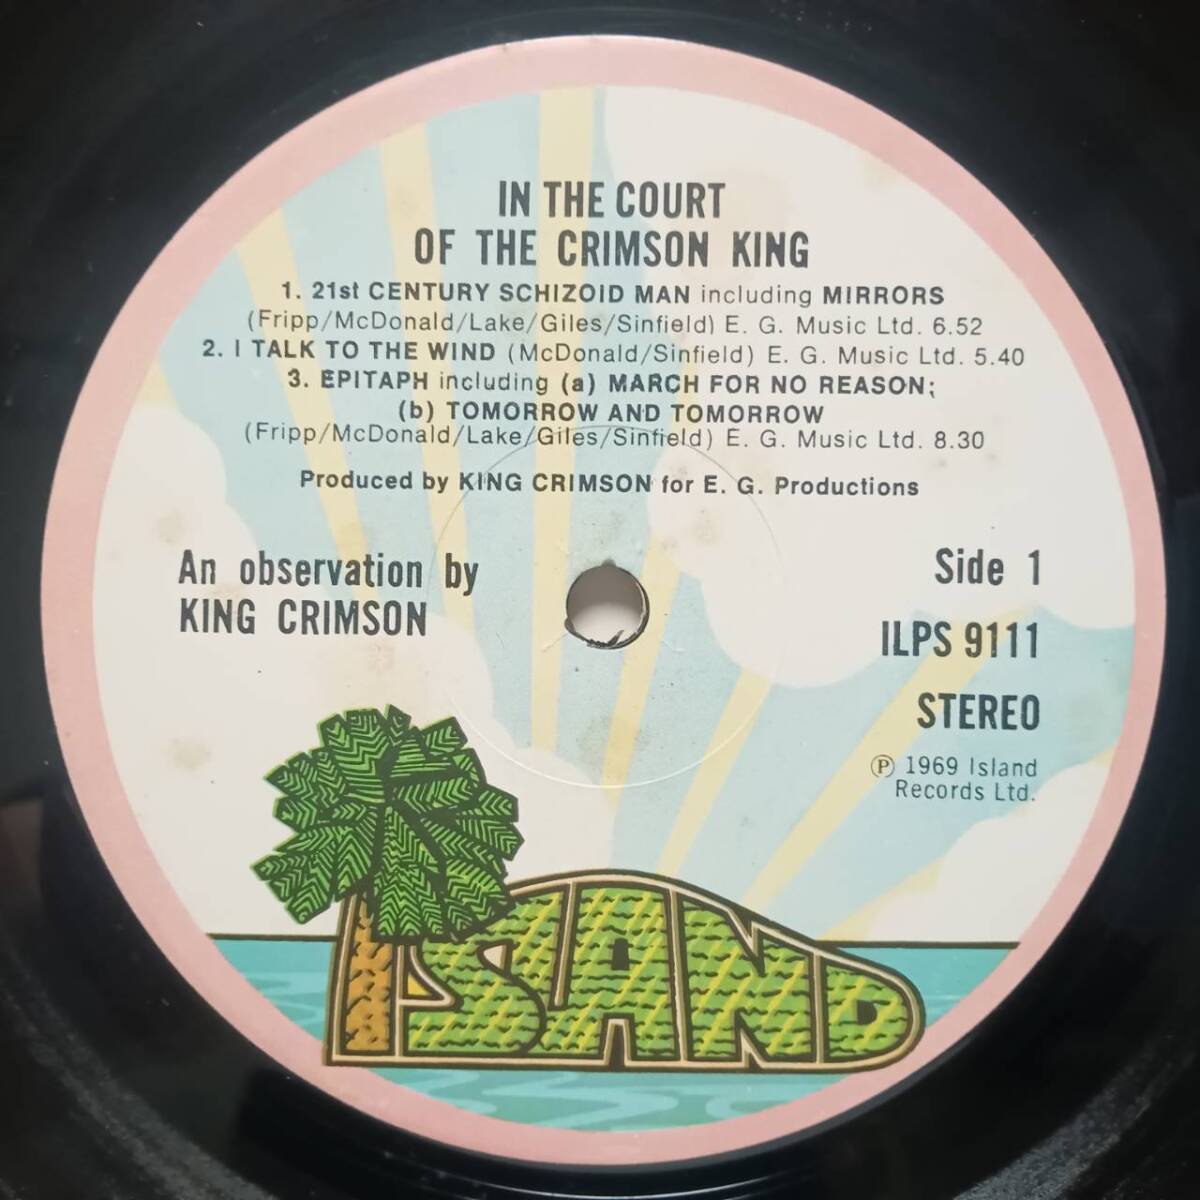 IN THE COURT
OF THE CRIMSON KING
1. 21st CENTURY SCHIZOID MAN including MIRRORS
(Fripp/McDonald/Lake/Giles/Sinfield) E. G. Music Ltd. 6.52
2. I TALK TO THE WIND (McDonald/Sinfield) E. G. Music Ltd. 5.40
3. EPITAPH including (a) MARCH FOR NO REASON;
(b) TOMORROW AND TOMORROW
(Fripp/McDonald/Lake/Giles/Sinfield) E. G. Music Ltd. 8.30
Produced by KING CRIMSON for E. G. Productions
An observation by
KING CRIMSON
Side 1
ILPS 9111
STEREO
℗ 1969 Island
Records Ltd.
ISLAND